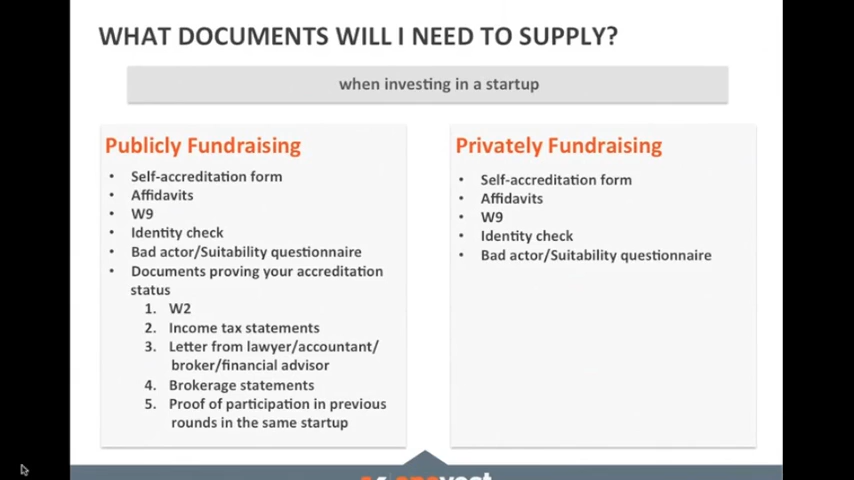 WHAT DOCUMENTS WILL I NEED TO SUPPLY?
when investing in a startup
Publicly Fundraising
• Self-accreditation form
• Affidavits
• W9
• Identity check
• Bad actor/Suitability questionnaire
• Documents proving your accreditation
status
1. W2
2. Income tax statements
3. Letter from lawyer/accountant/
broker/financial advisor
4. Brokerage statements
5. Proof of participation in previous
rounds in the same startup
Privately Fundraising
• Self-accreditation form
• Affidavits
• W9
• Identity check
• Bad actor/Suitability questionnaire